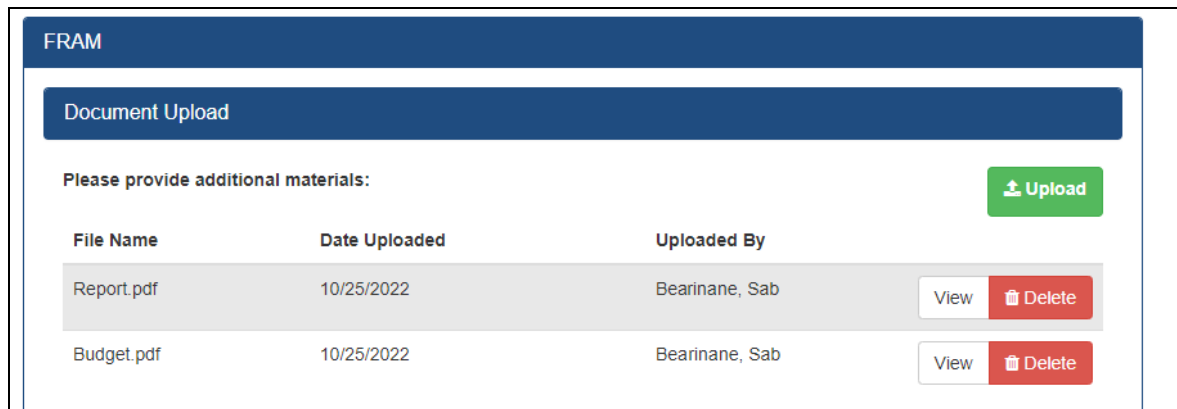 FRAM
Document Upload
Please provide additional materials:
Upload
File Name Date Uploaded Uploaded By
Report.pdf 10/25/2022 Bearinane, Sab View Delete
Budget.pdf 10/25/2022 Bearinane, Sab View Delete